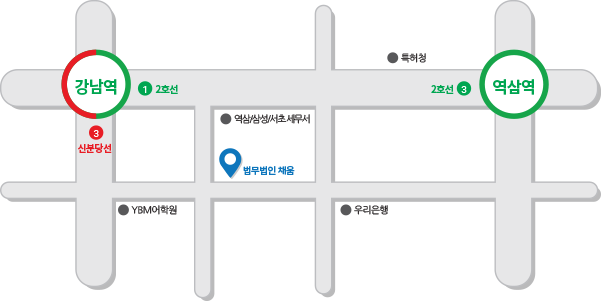 특허청
강남역
1 2호선
2호선 3
역삼역
역삼/삼성/서초 세무서
3
신분당선
법무법인 채움
YBM어학원
우리은행